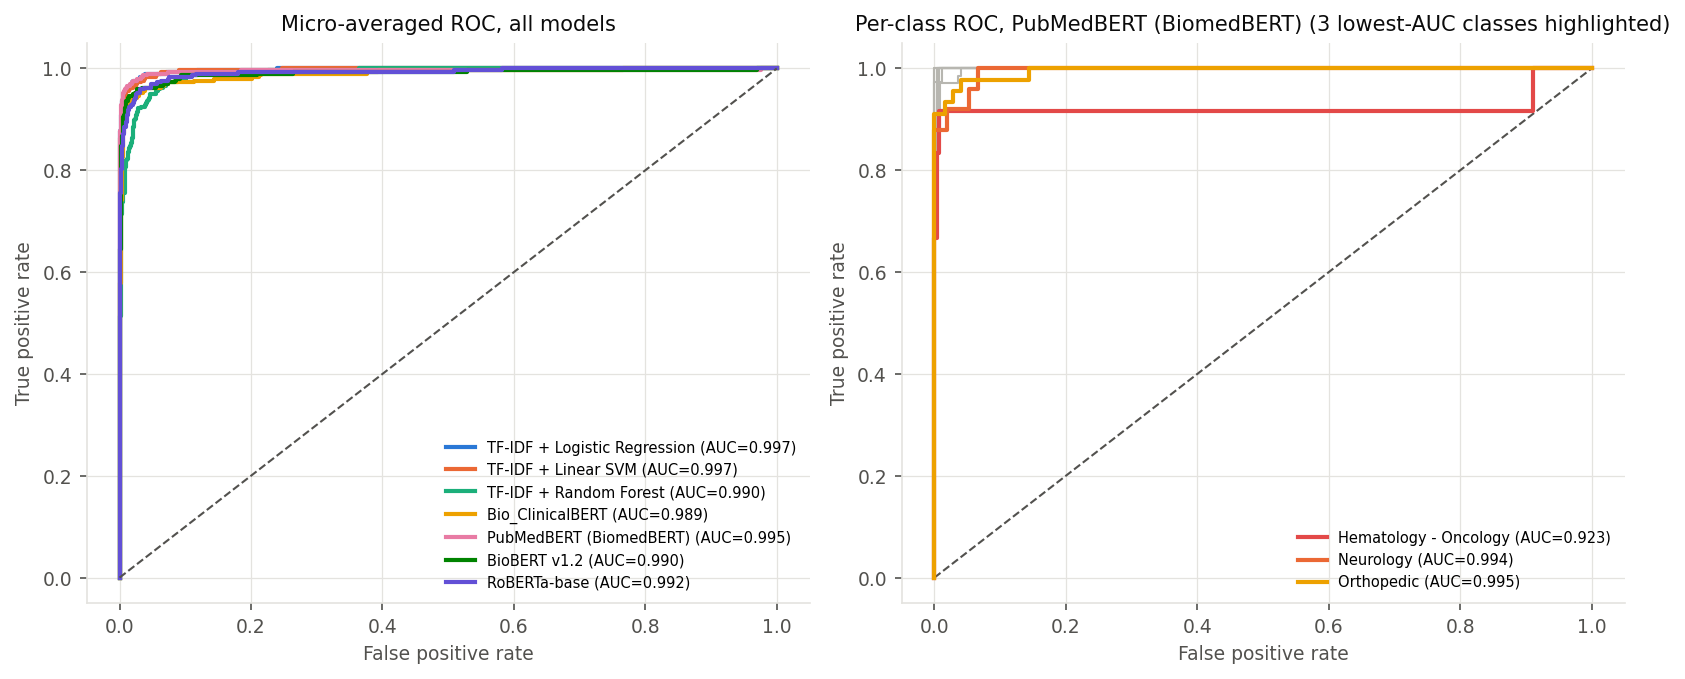 Micro-averaged ROC, all models
True positive rate
1.0
0.8
0.6
0.4
0.2
0.0
TF-IDF + Logistic Regression (AUC=0.997)
TF-IDF + Linear SVM (AUC=0.997)
TF-IDF + Random Forest (AUC=0.990)
Bio_ClinicalBERT (AUC=0.989)
PubMedBERT (BiomedBERT) (AUC=0.995)
BioBERT v1.2 (AUC=0.990)
RoBERTa-base (AUC=0.992)
0.0 0.2 0.4 0.6 0.8 1.0
False positive rate
Per-class ROC, PubMedBERT (BiomedBERT) (3 lowest-AUC classes highlighted)
True positive rate
1.0
0.8
0.6
0.4
0.2
0.0
Hematology - Oncology (AUC=0.923)
Neurology (AUC=0.994)
Orthopedic (AUC=0.995)
0.0 0.2 0.4 0.6 0.8 1.0
False positive rate